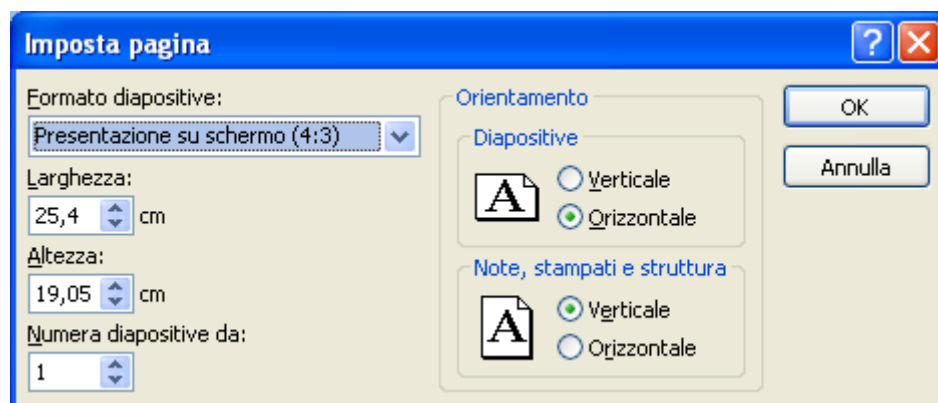 Imposta pagina
Formato diapositive:
Presentazione su schermo (4:3)
Larghezza:
25,4 cm
Altezza:
19,05 cm
Numera diapositive da:
1
Orientamento
Diapositive
A
Verticale
Orizzontale
Note, stampati e struttura
A
Verticale
Orizzontale
?
OK
Annulla